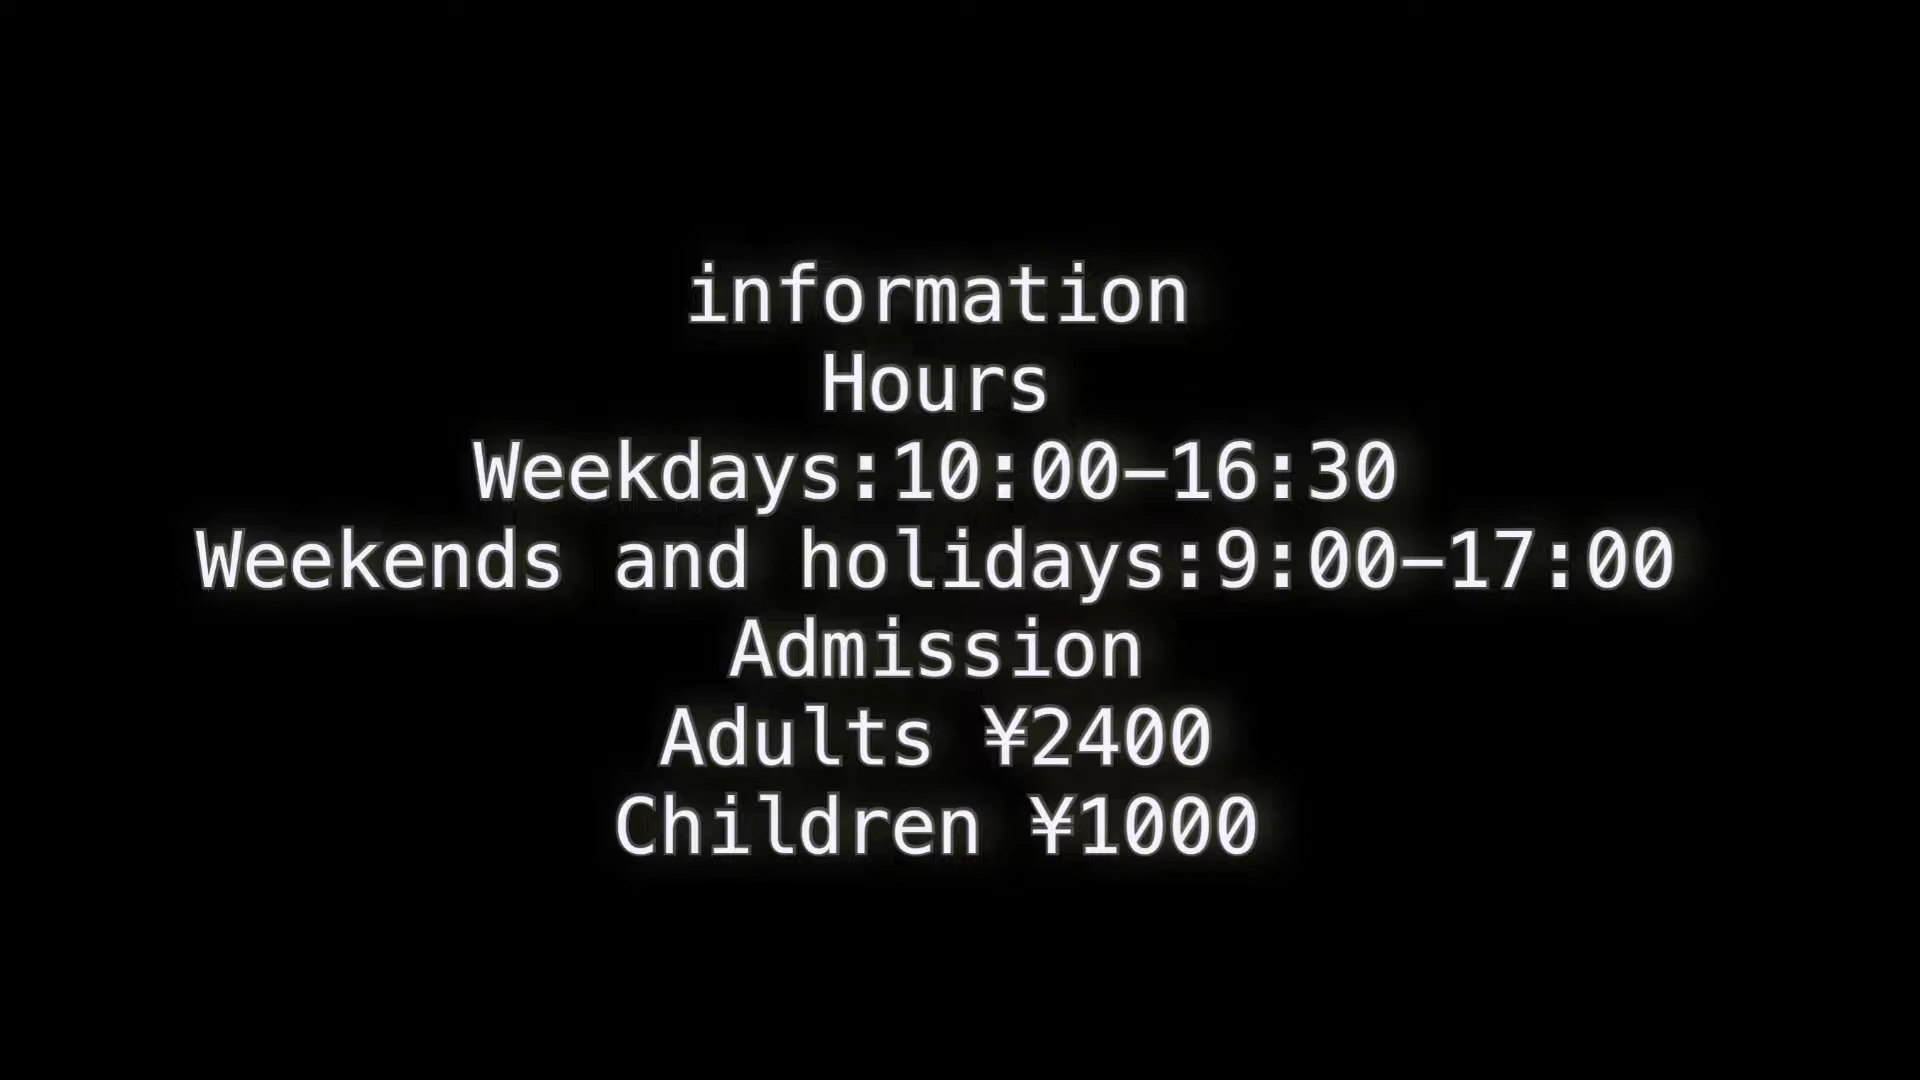 information
Hours
Weekdays:10:00–16:30
Weekends and holidays:9:00–17:00
Admission
Adults ¥2400
Children ¥1000